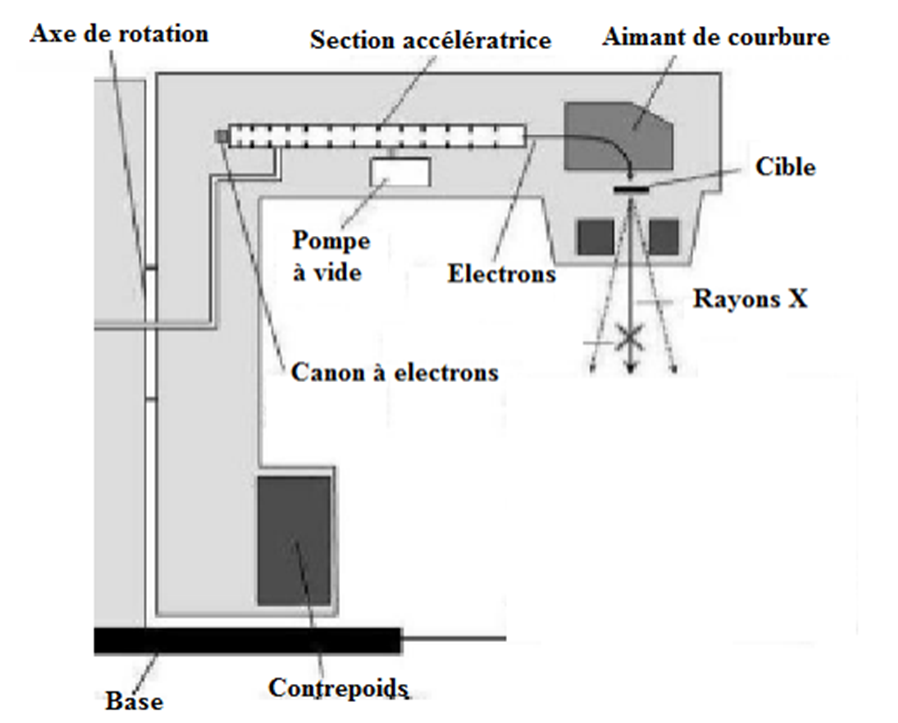 Axe de rotation
Section accélératrice
Aimant de courbure
Cible
Pompe
à vide
Electrons
Rayons X
Canon à electrons
Base
Contrepoids